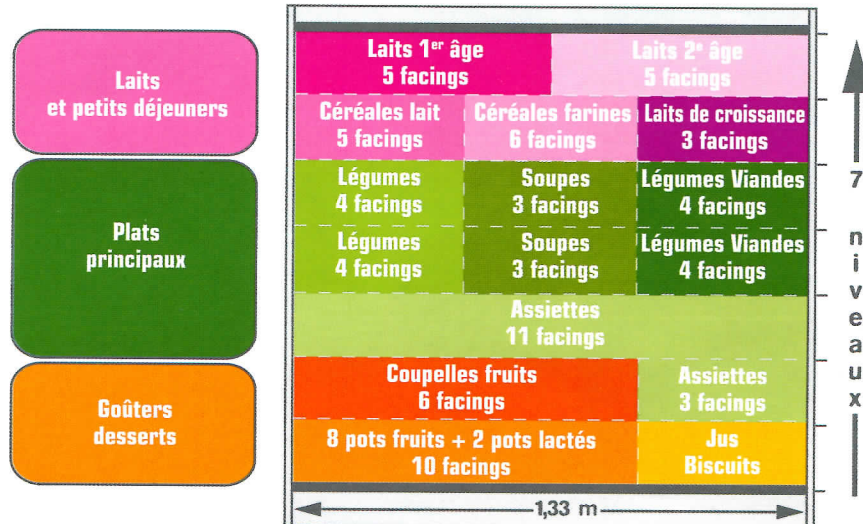 Laits
et petits déjeuners
Plats
principaux
Goûters
desserts
Laits 1er âge
5 facings
Laits 2e âge
5 facings
Céréales lait
5 facings
Céréales farines
6 facings
Laits de croissance
3 facings
Légumes
4 facings
Soupes
3 facings
Légumes Viandes
4 facings
Légumes
4 facings
Soupes
3 facings
Légumes Viandes
4 facings
Assiettes
11 facings
Coupelles fruits
6 facings
Assiettes
3 facings
8 pots fruits + 2 pots lactés
10 facings
Jus
Biscuits
1,33 m
7 niveaux